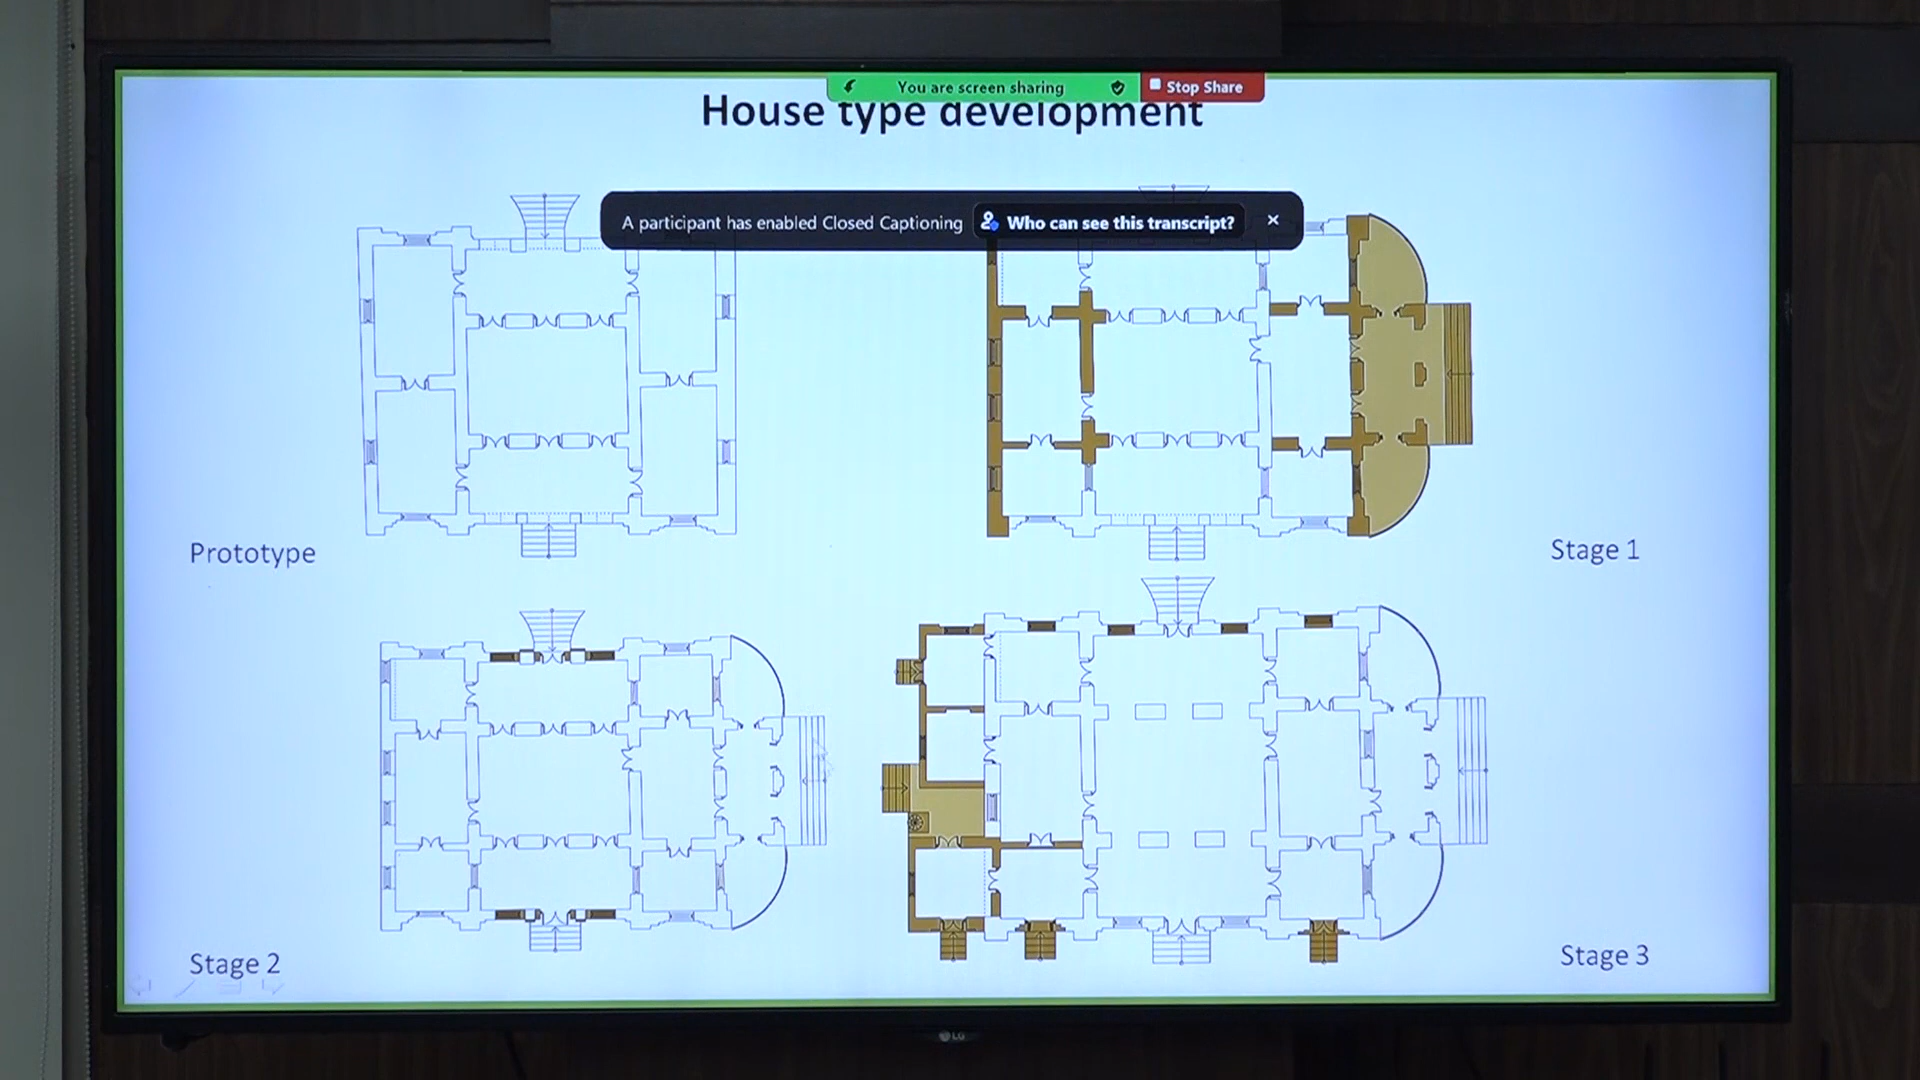 You are screen sharing
Stop Share
House type development
A participant has enabled Closed Captioning
Who can see this transcript?
Prototype
Stage 1
Stage 2
Stage 3
LG